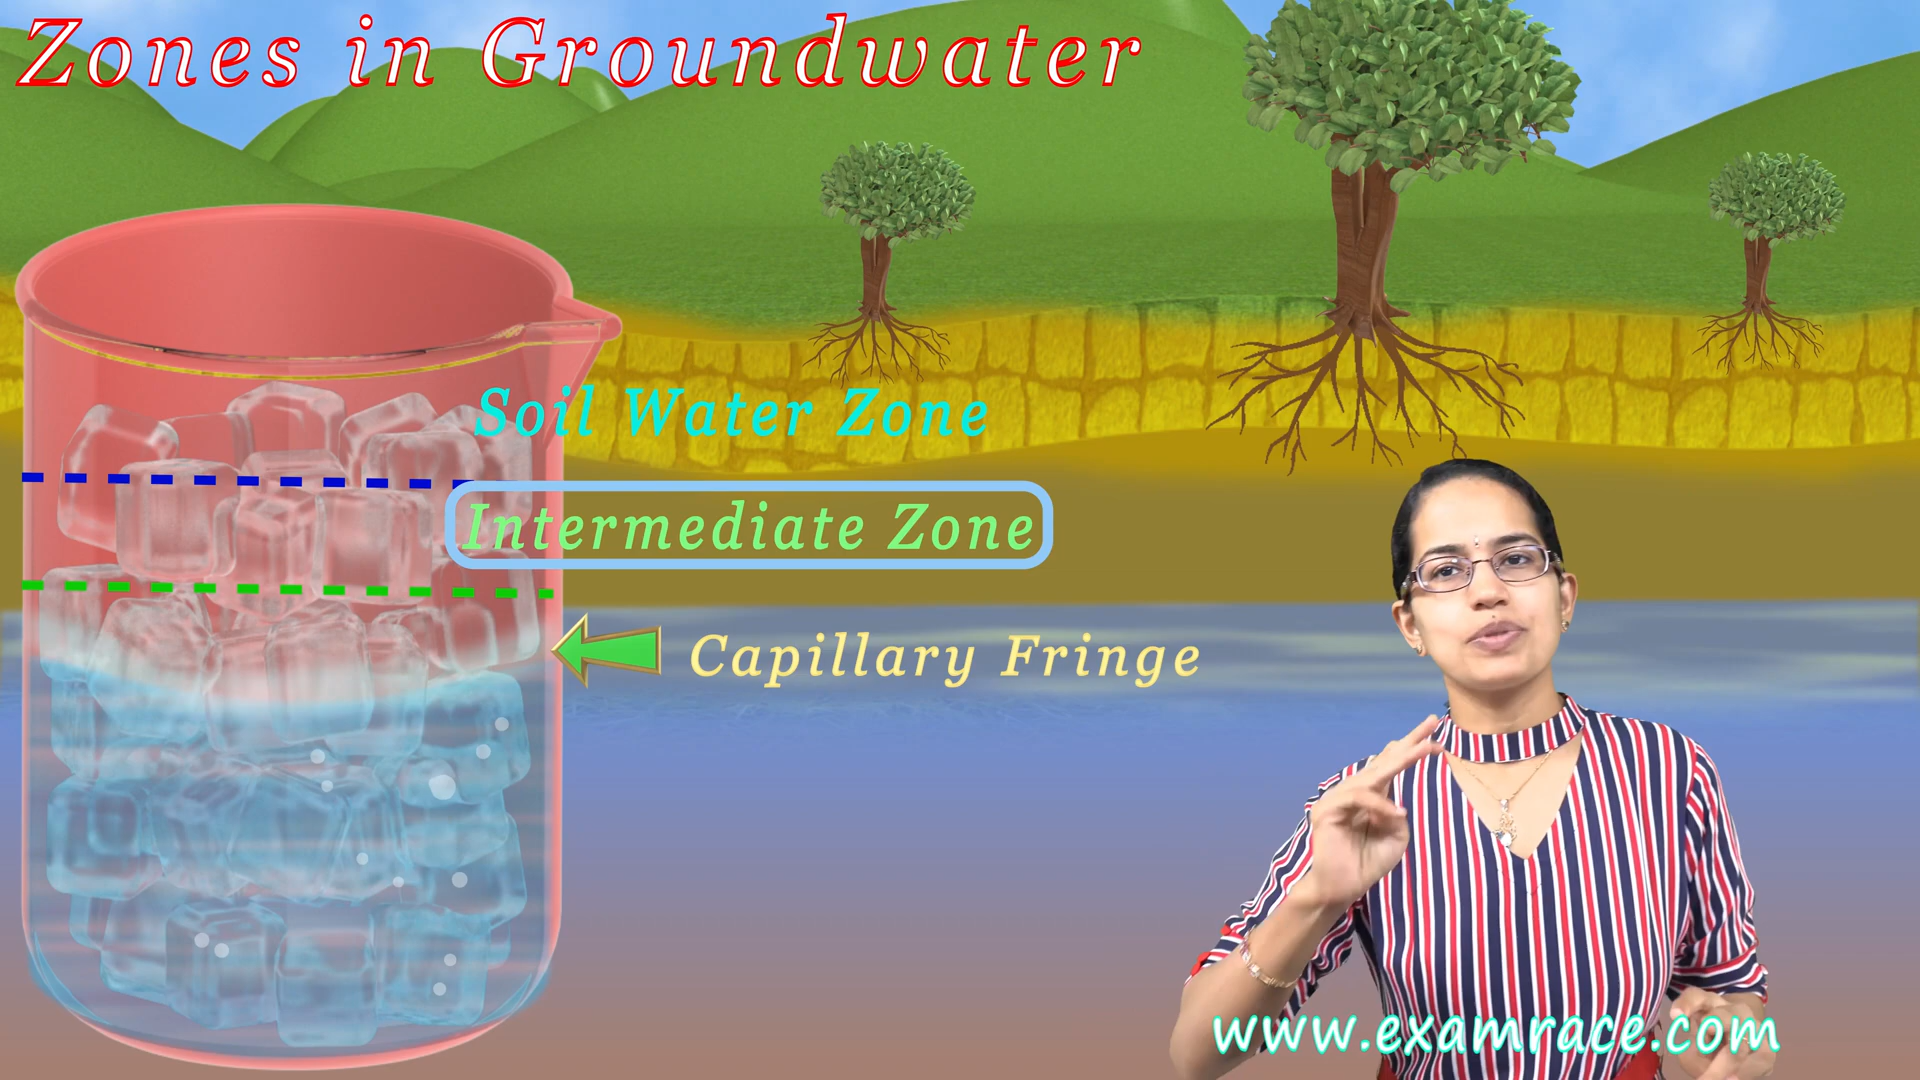 Zones in Groundwater
Soil Water Zone
Intermediate Zone
Capillary Fringe
www.examrace.com